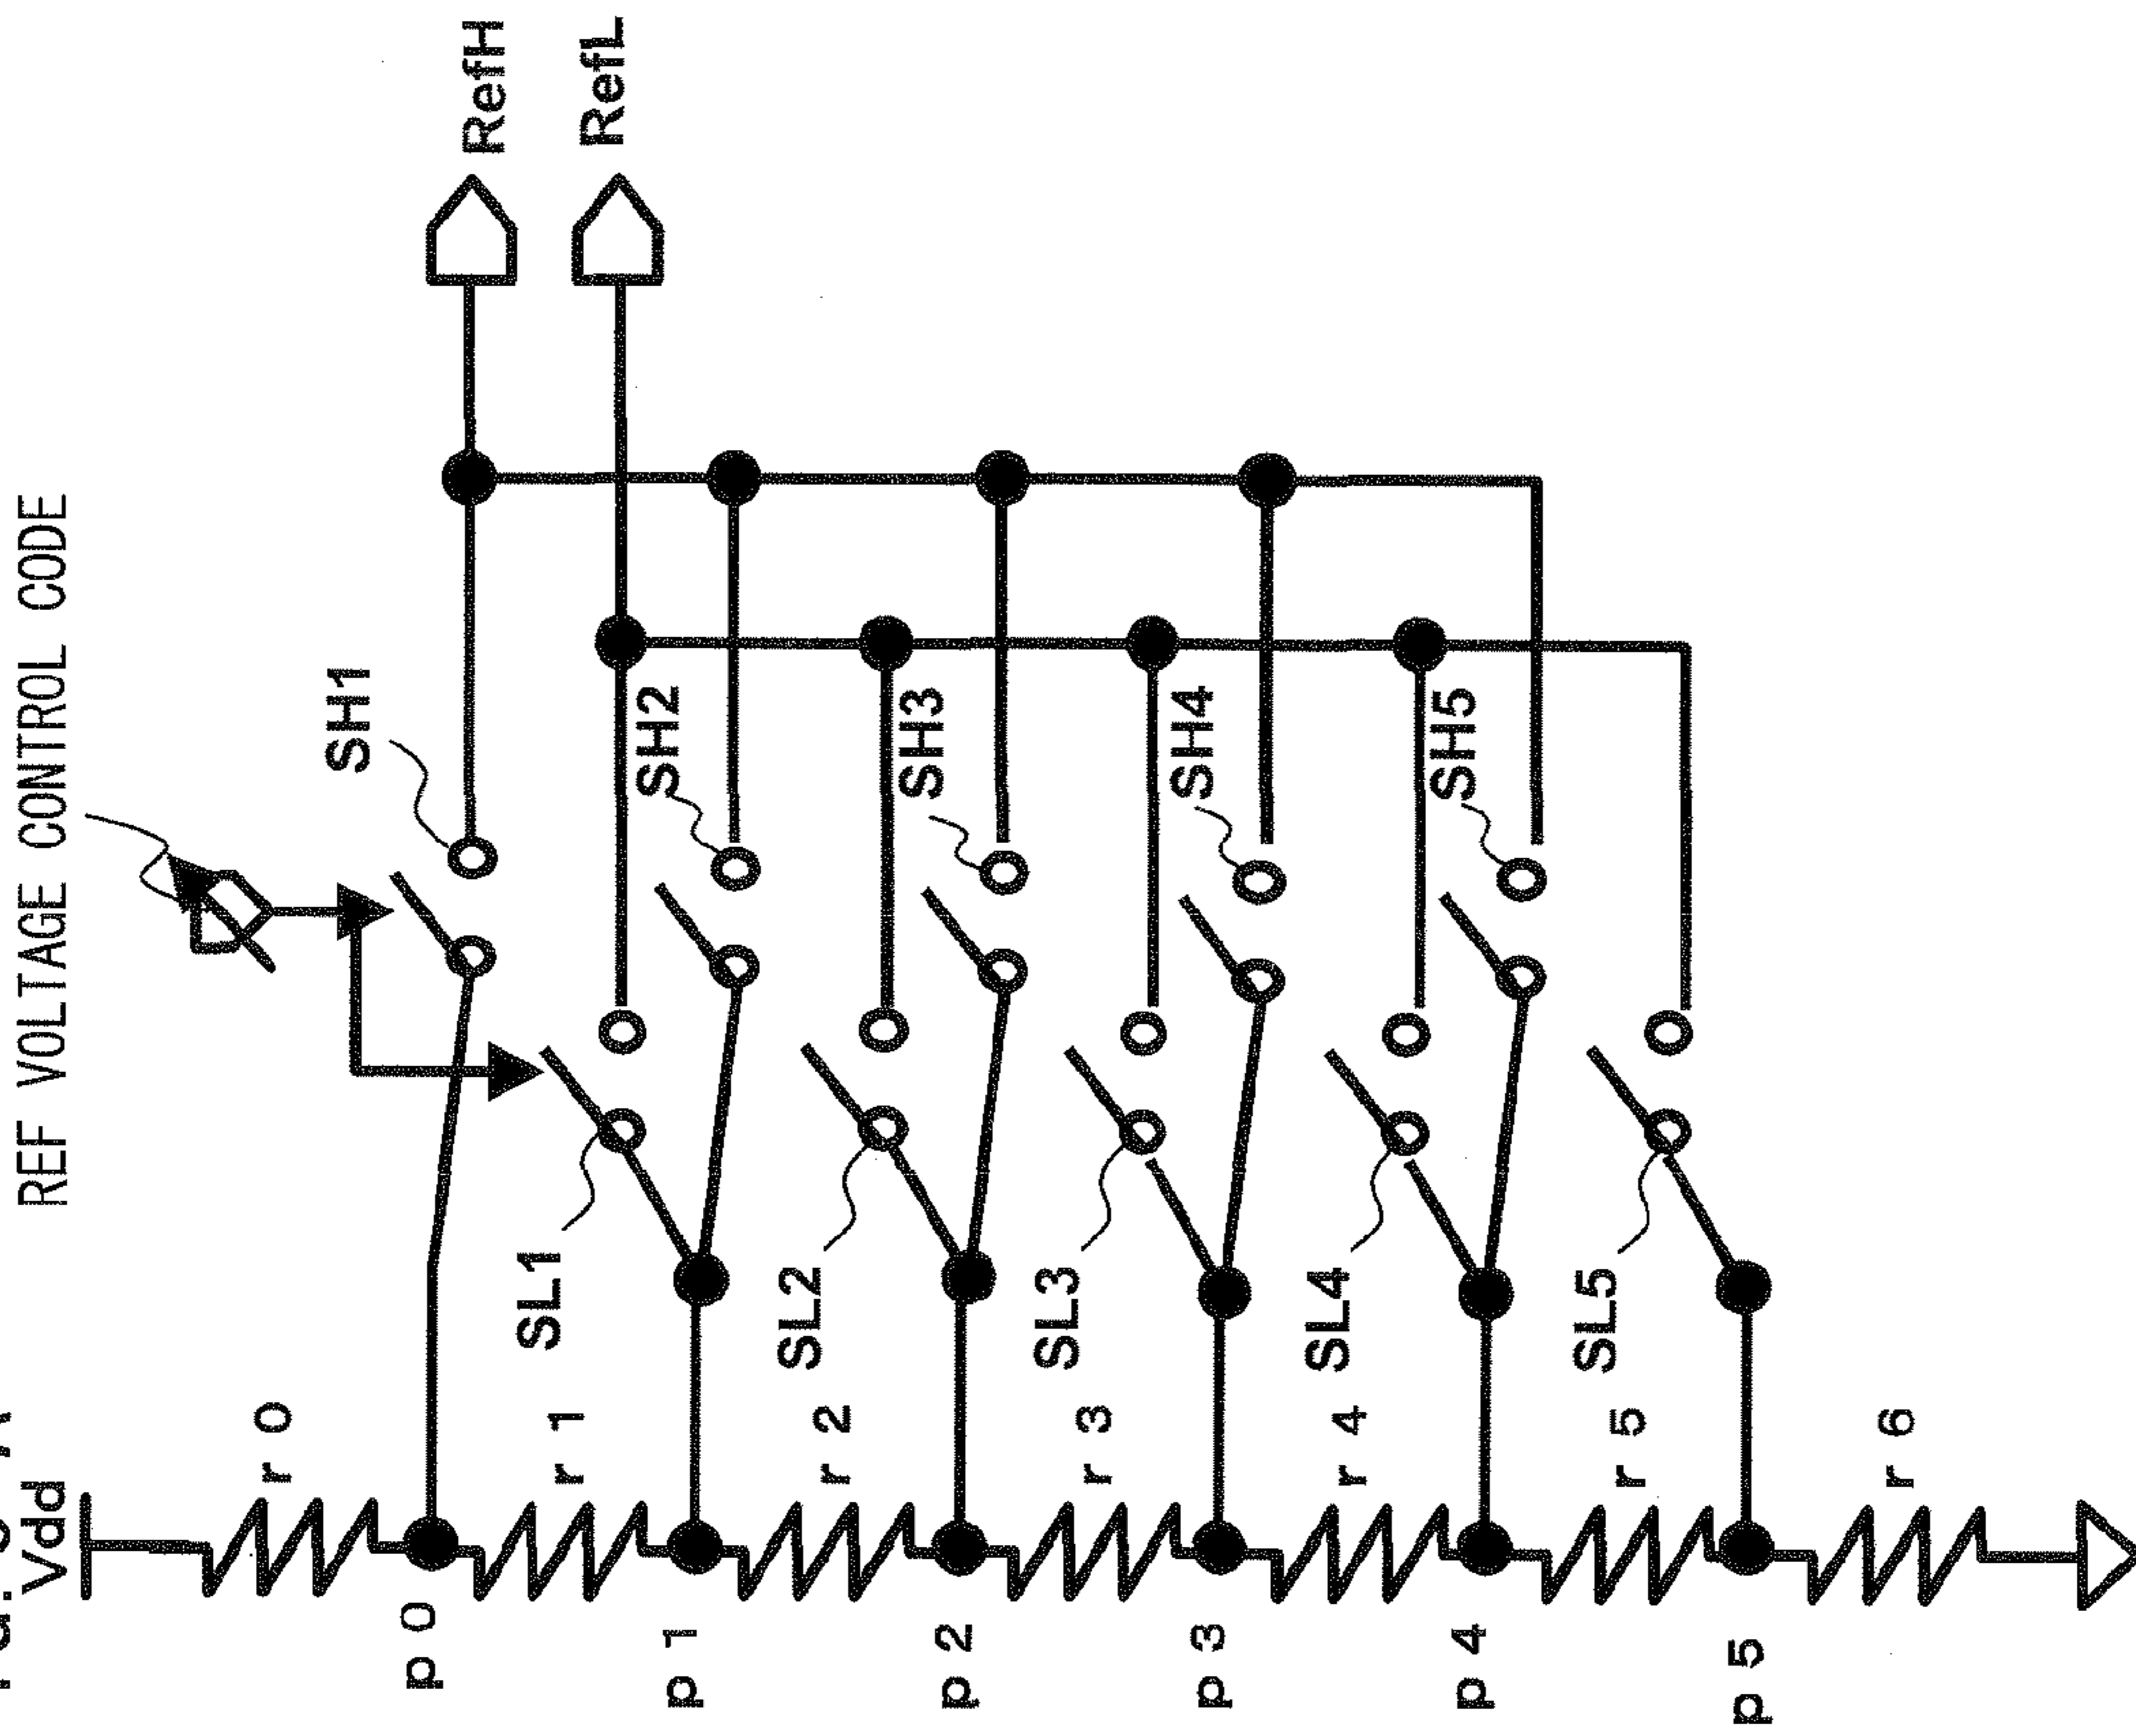 Vdd
REF VOLTAGE CONTROL CODE
RefH
RefL
SH1
SH2
SH3
SH4
SH5
SL1
SL2
SL3
SL4
SL5
r 0
r 1
r 2
r 3
r 4
r 5
r 6
p 0
p 1
p 2
p 3
p 4
p 5